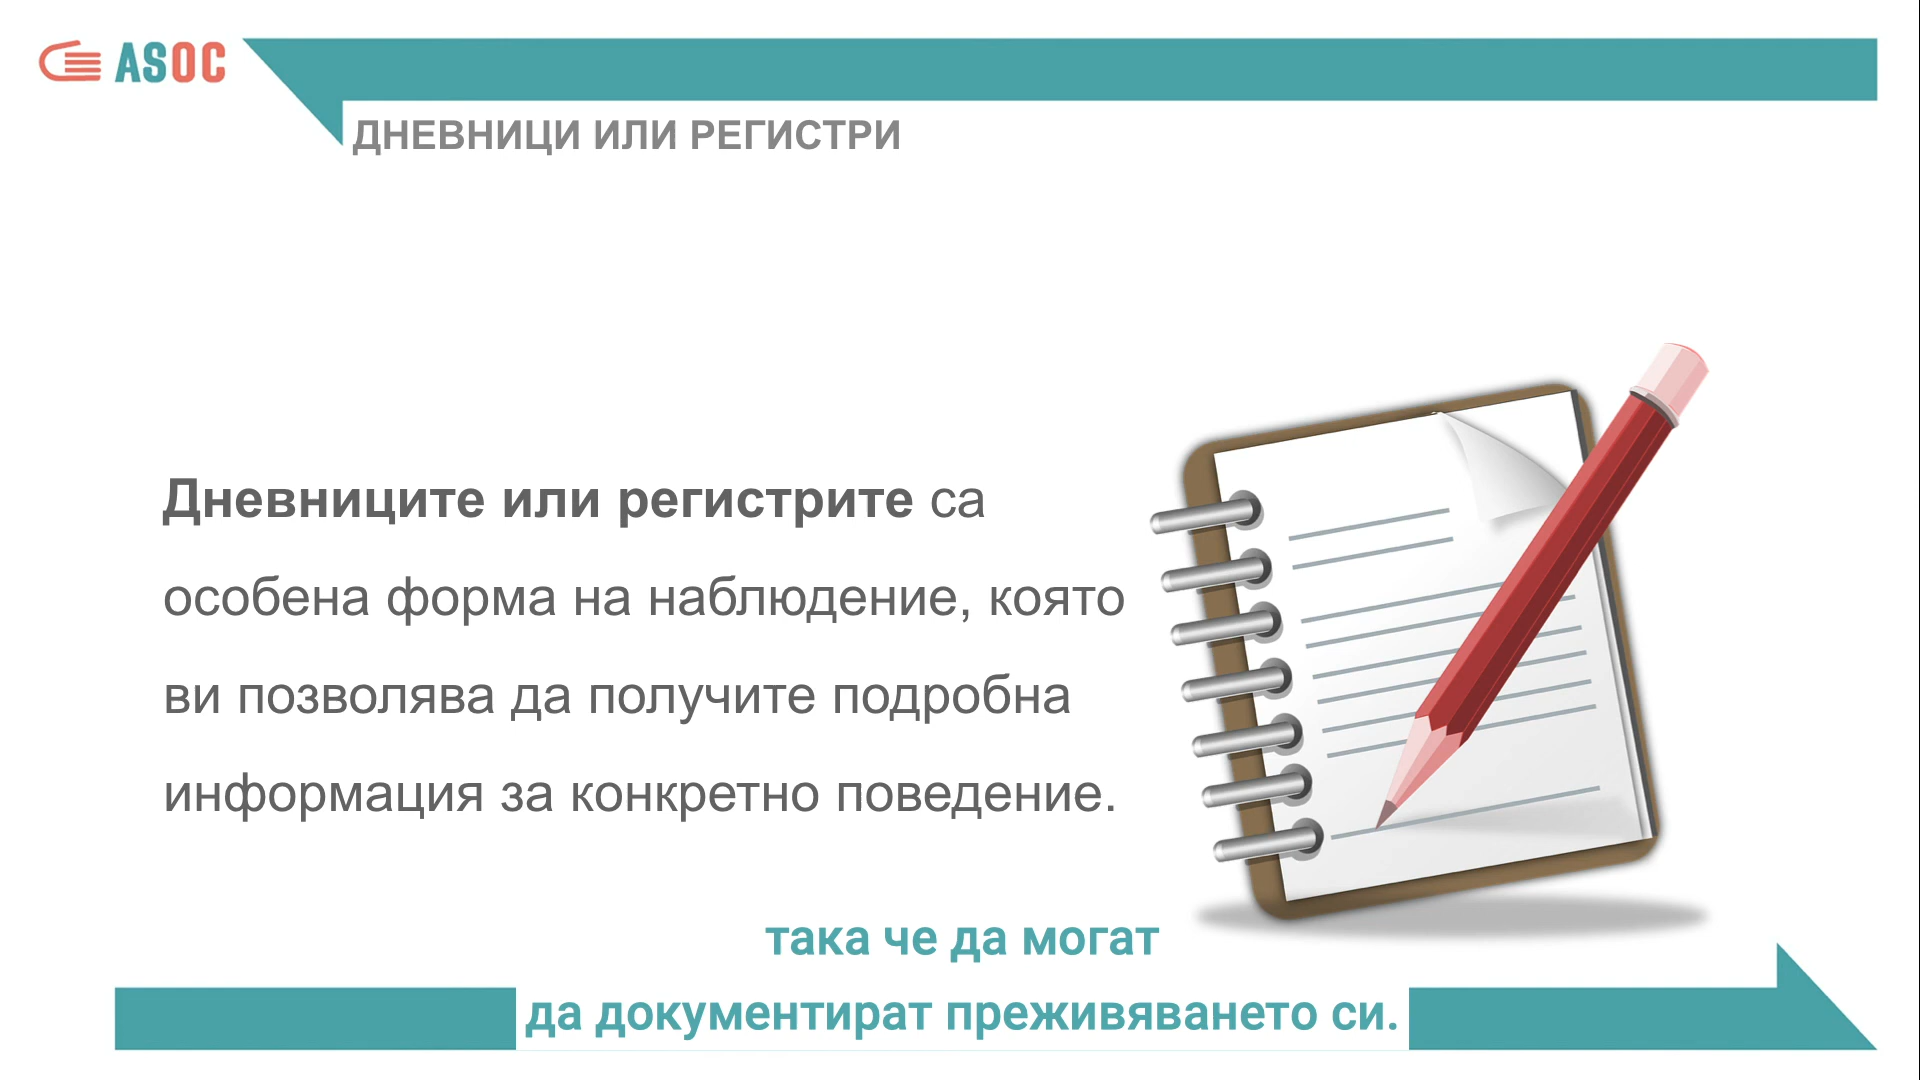 ASOC
ДНЕВНИЦИ ИЛИ РЕГИСТРИ
Дневниците или регистрите са
особена форма на наблюдение, която
ви позволява да получите подробна
информация за конкретно поведение.
така че да могат
да документират преживяването си.